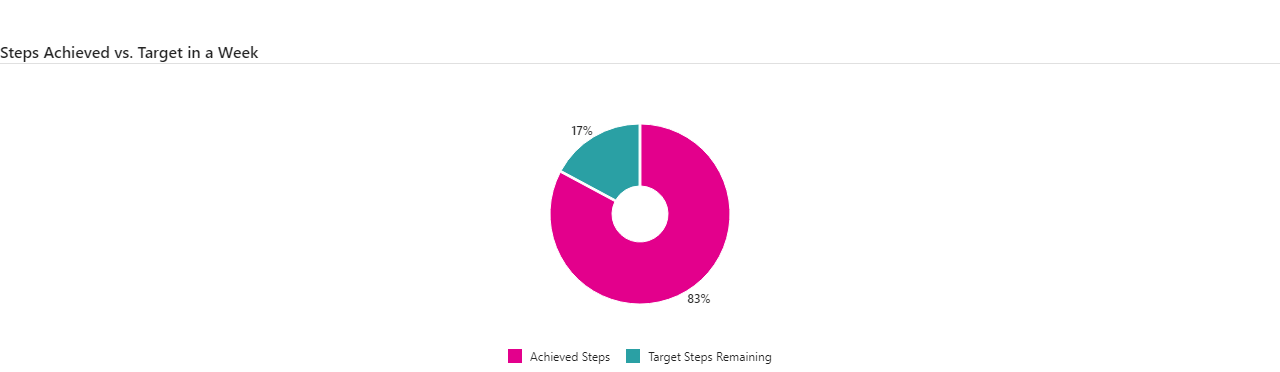 Steps Achieved vs. Target in a Week
17%
83%
Achieved Steps
Target Steps Remaining